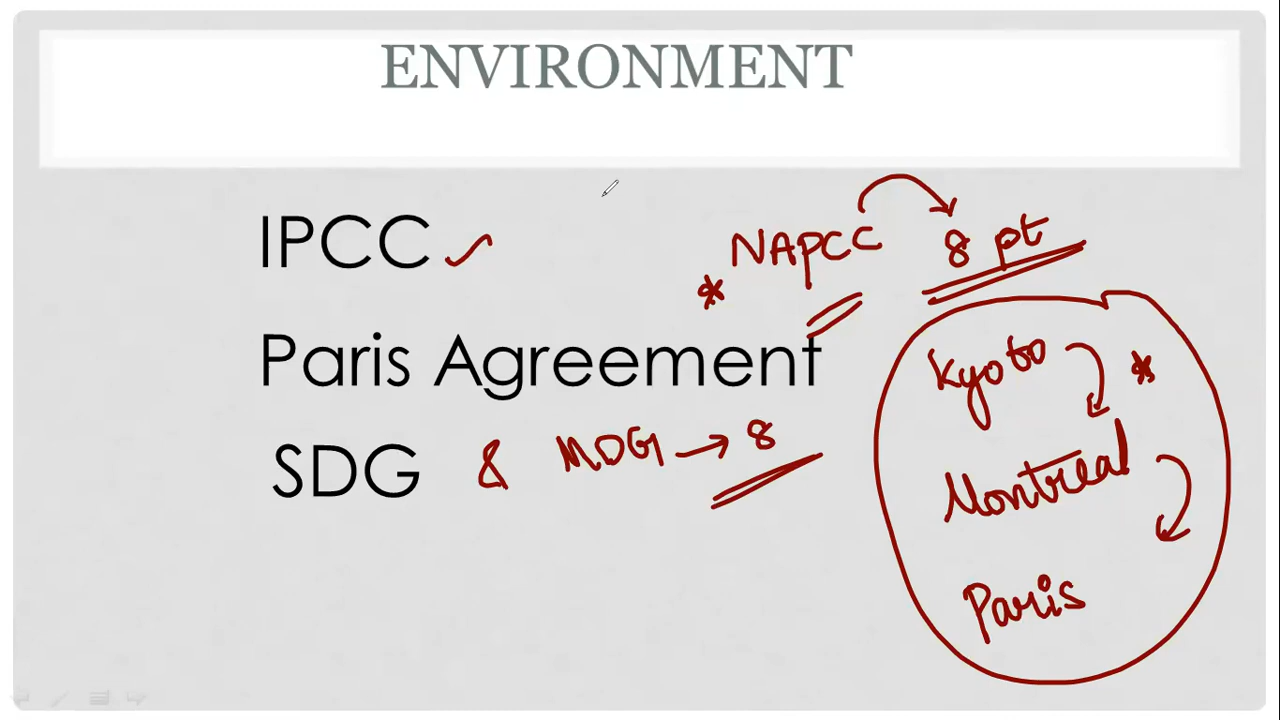 ENVIRONMENT
IPCC
* NAPCC 8 pt
Paris Agreement
SDG & MDG → 8
Kyoto *
Montreal
Paris